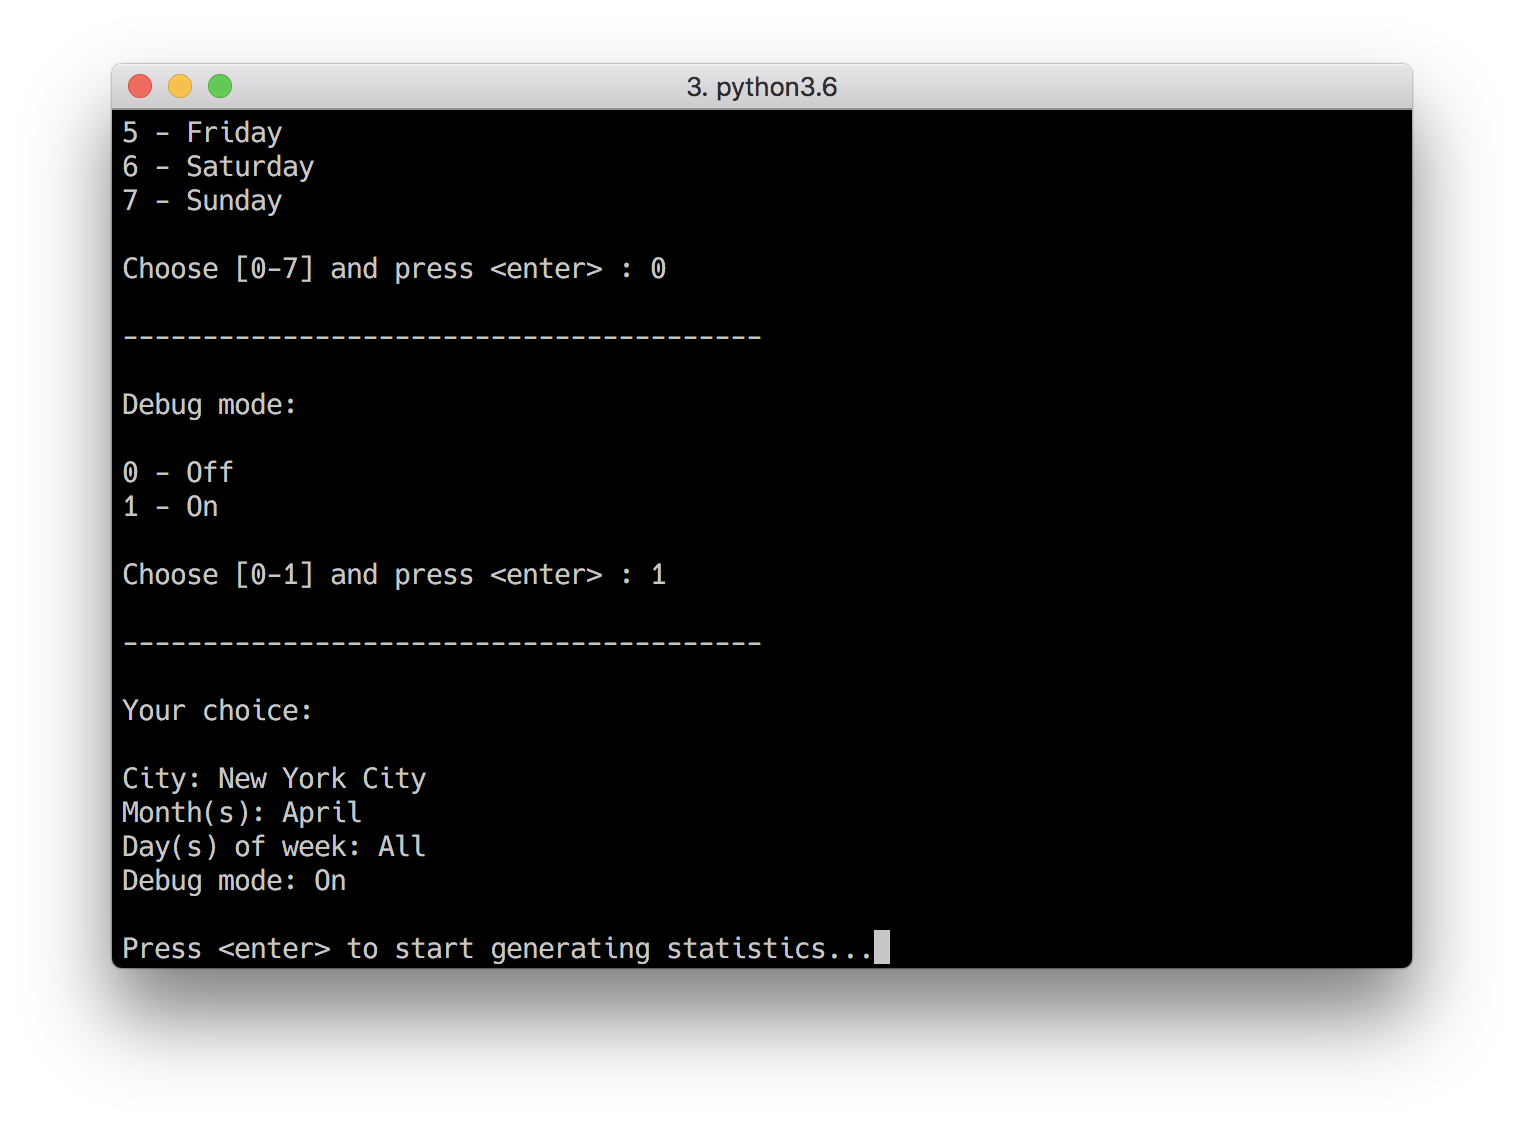 3. python3.6
5 - Friday
6 - Saturday
7 - Sunday
Choose [0-7] and press <enter> : 0
----------------------------------------
Debug mode:
0 - Off
1 - On
Choose [0-1] and press <enter> : 1
----------------------------------------
Your choice:
City: New York City
Month(s): April
Day(s) of week: All
Debug mode: On
Press <enter> to start generating statistics...